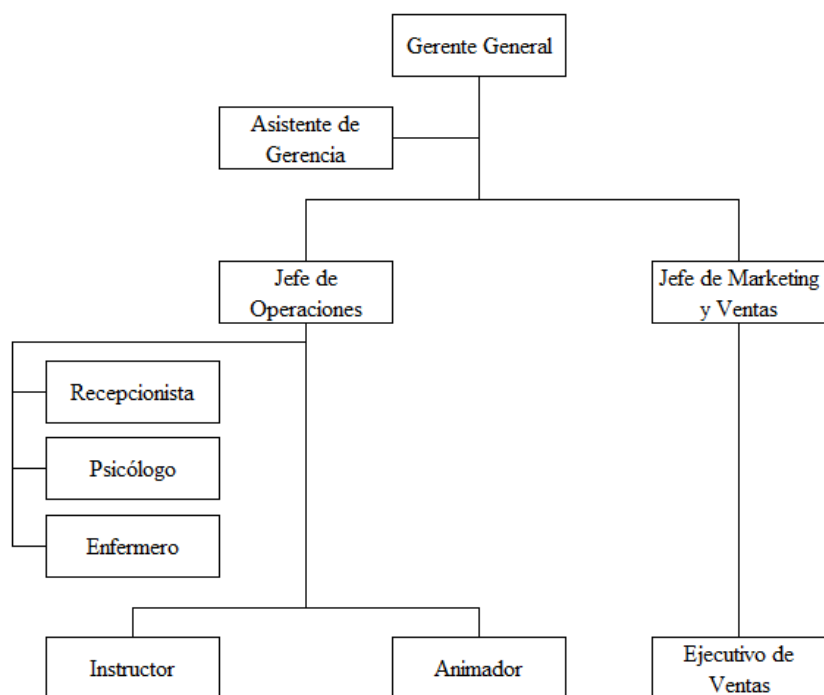 Gerente General
Asistente de
Gerencia
Jefe de
Operaciones
Jefe de Marketing
y Ventas
Recepcionista
Psicólogo
Enfermero
Instructor
Animador
Ejecutivo de
Ventas